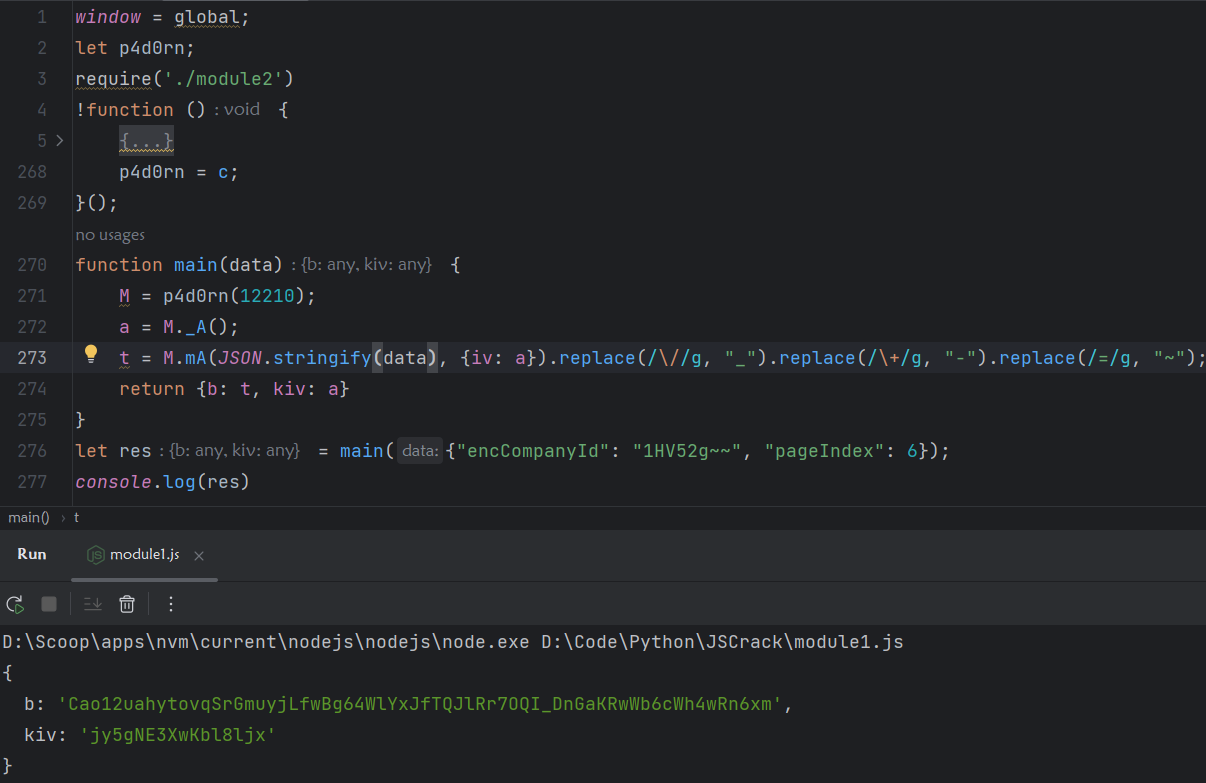 1 window = global;
2 let p4d0rn;
3 require('./module2')
4 !function () : void {
5 {...}
268 p4d0rn = c;
269 }();
no usages
270 function main(data) : {b: any, kiv: any} {
271 M = p4d0rn(12210);
272 a = M._A();
273 t = M.mA(JSON.stringify(data), {iv: a}).replace(/\//g, "_").replace(/\+/g, "-").replace(/=/g, "~");
274 return {b: t, kiv: a}
275 }
276 let res : {b: any, kiv: any} = main( data: {"encCompanyId": "1HV52g~~", "pageIndex": 6});
277 console.log(res)
main() › t
Run module1.js
D:\Scoop\apps\nvm\current\nodejs\nodejs\node.exe D:\Code\Python\JSCrack\module1.js
{
b: 'Cao12uahytovqSrGmuyjLfwBg64WlYxJfTQJlRr7OQI_DnGaKRwWb6cWh4wRn6xm',
kiv: 'jy5gNE3XwKbl8ljx'
}